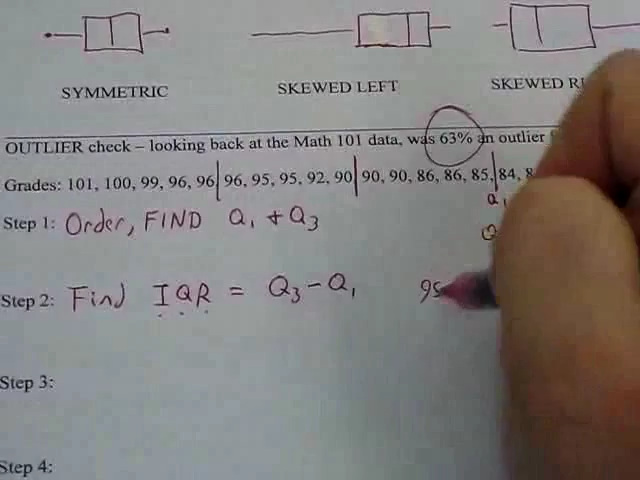 SYMMETRIC SKEWED LEFT SKEWED
OUTLIER check – looking back at the Math 101 data, was 63% an outlier
Grades: 101, 100, 99, 96, 96 | 96, 95, 95, 92, 90 | 90, 90, 86, 86, 85, | 84,
Q1
Step 1: Order, FIND Q1 + Q3
Step 2: Find IQR = Q3 – Q1
Step 3:
Step 4: